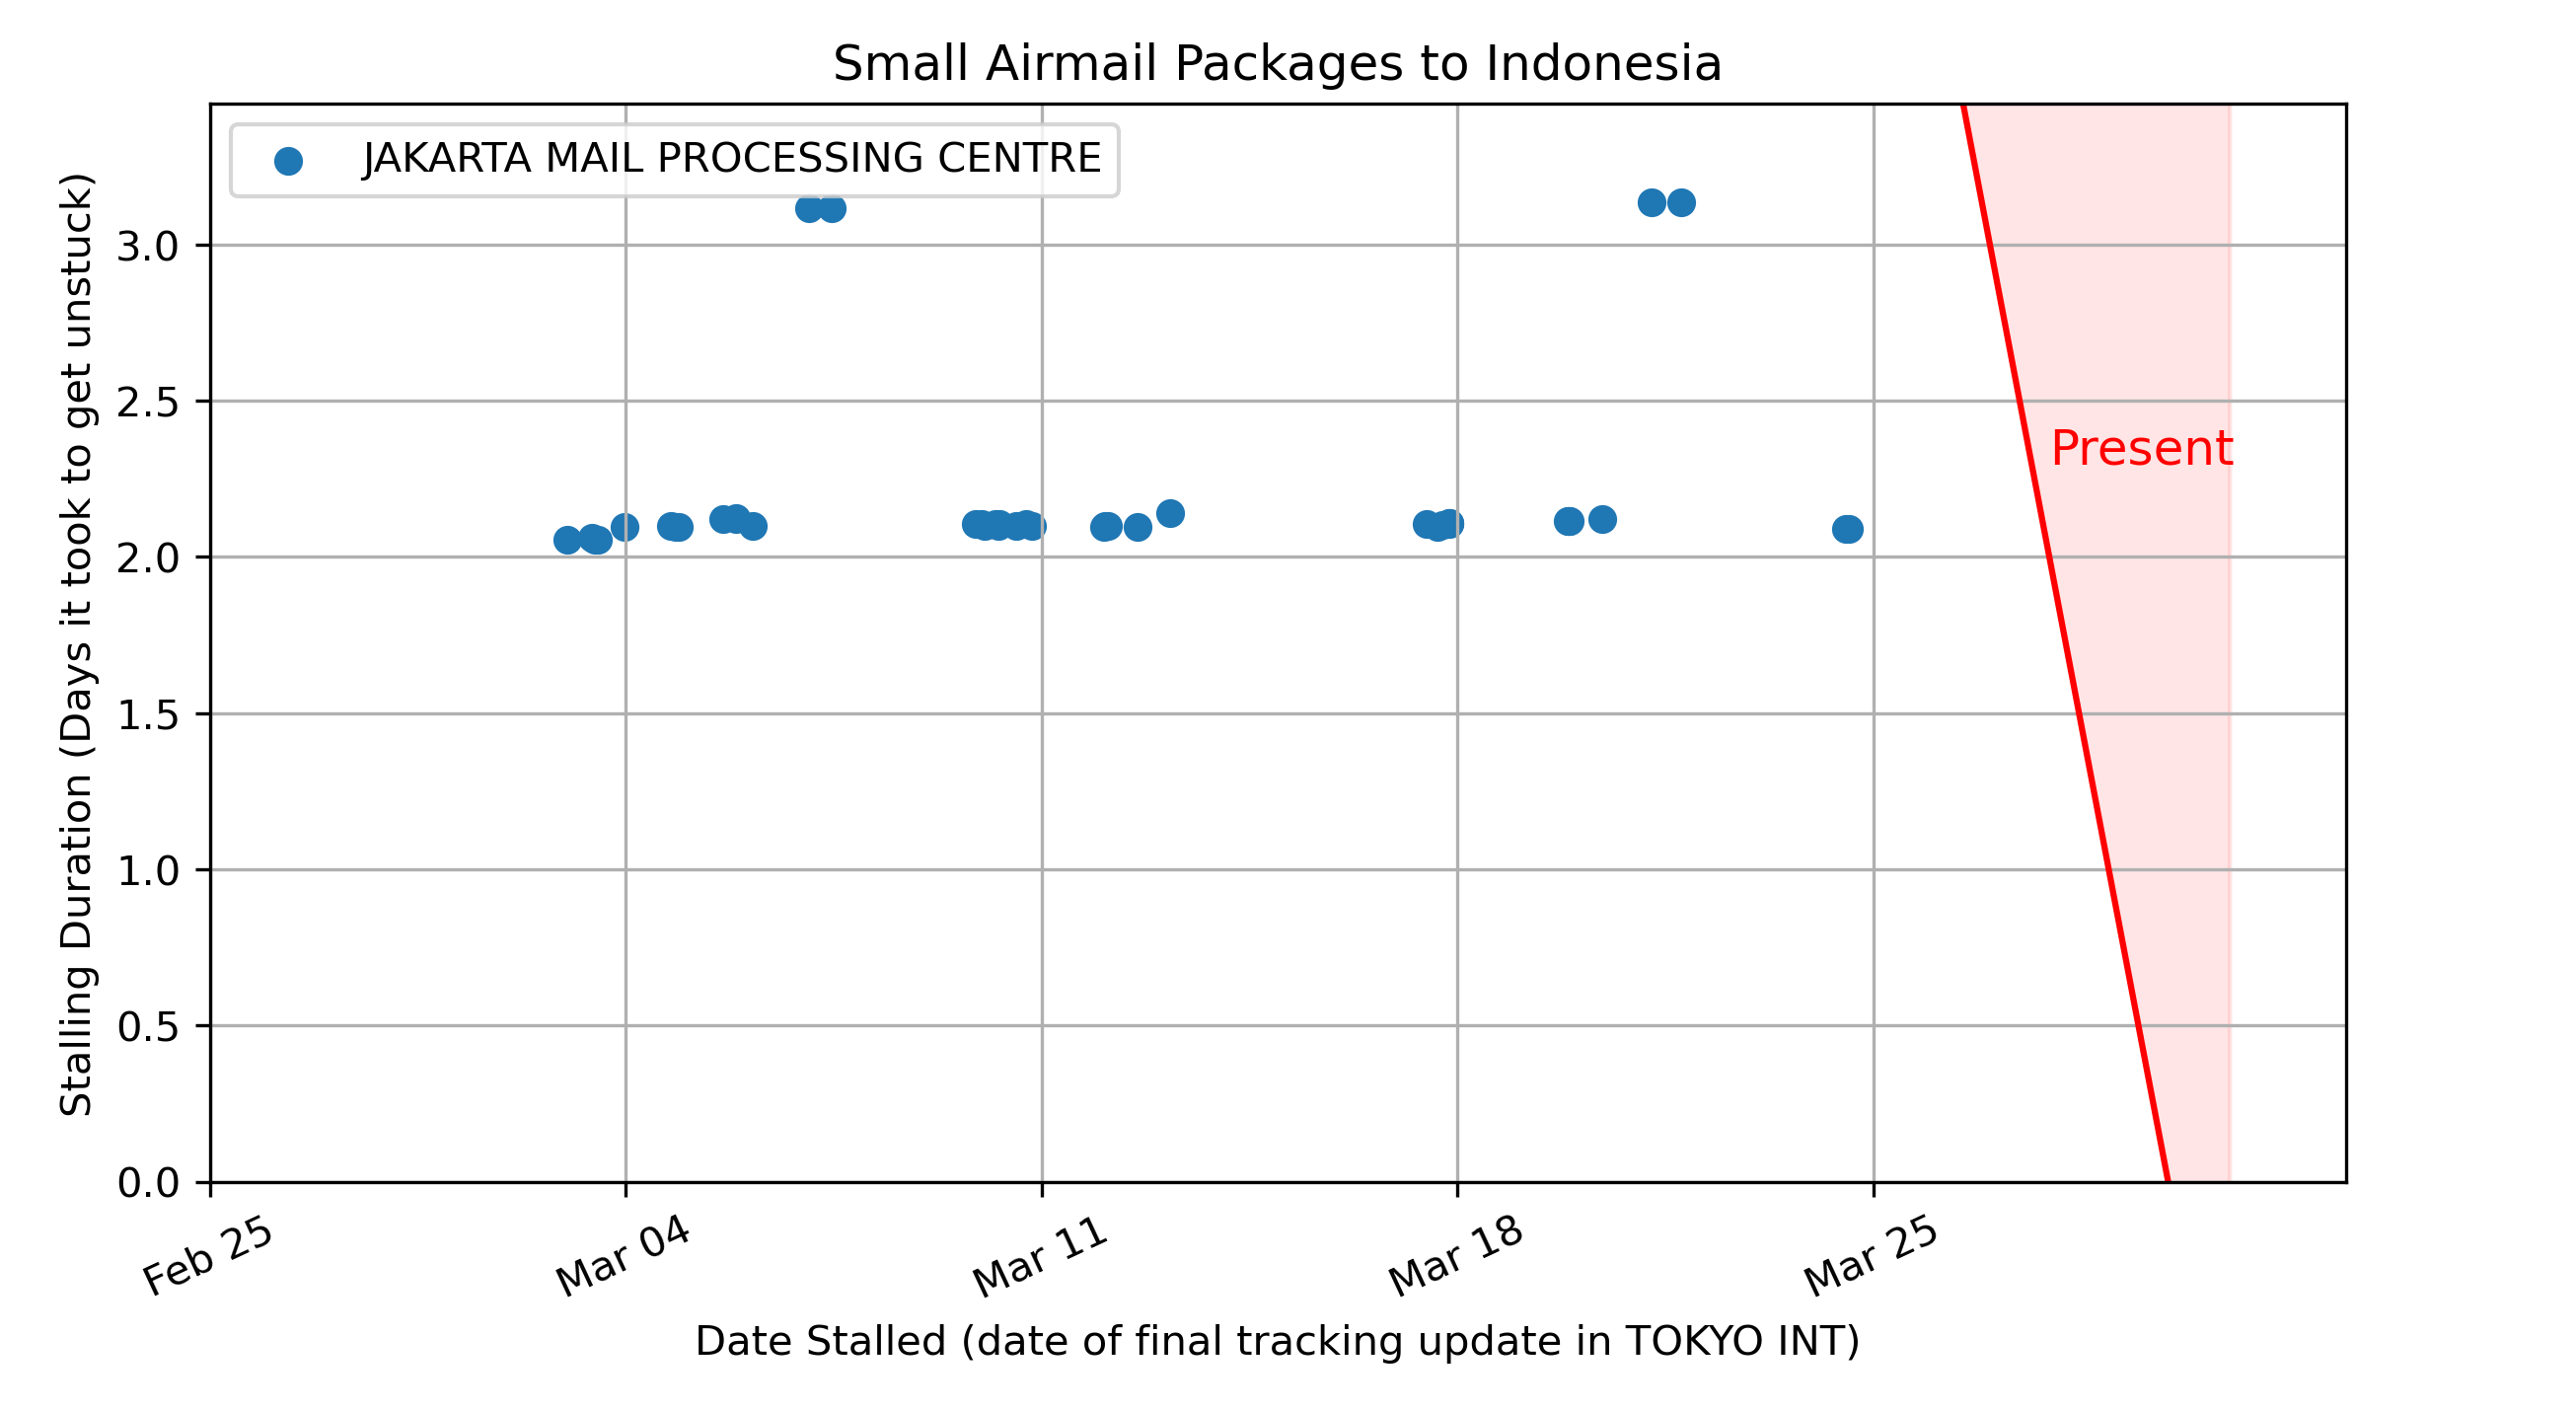 Small Airmail Packages to Indonesia
JAKARTA MAIL PROCESSING CENTRE
Stalling Duration (Days it took to get unstuck)
3.0
2.5
2.0
1.5
1.0
0.5
0.0
Present
Feb 25
Mar 04
Mar 11
Mar 18
Mar 25
Date Stalled (date of final tracking update in TOKYO INT)